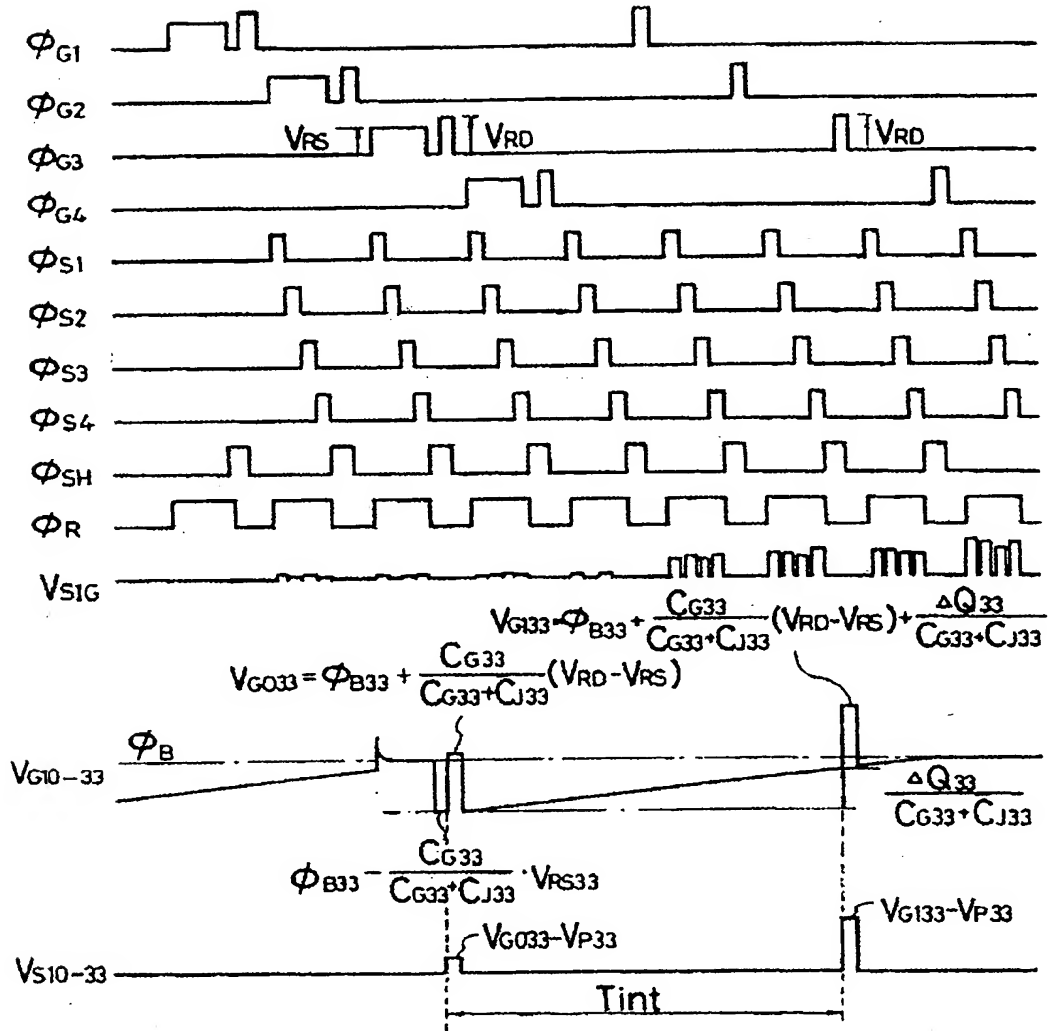 ϕG1
ϕG2
VRS VRD VRD
ϕG3
ϕG4
ϕS1
ϕS2
ϕS3
ϕS4
ϕSH
ϕR
VS1G
VG133=ϕB33+CG33/(CG33+CJ33)(VRD-VRS)+ΔQ33/(CG33+CJ33)
VG033=ϕB33+CG33/(CG33+CJ33)(VRD-VRS)
ϕB
VG10-33
ΔQ33/(CG33+CJ33)
ϕB33-CG33/(CG33+CJ33)·VRS33
VG133-VP33
VG033-VP33
VS10-33
Tint